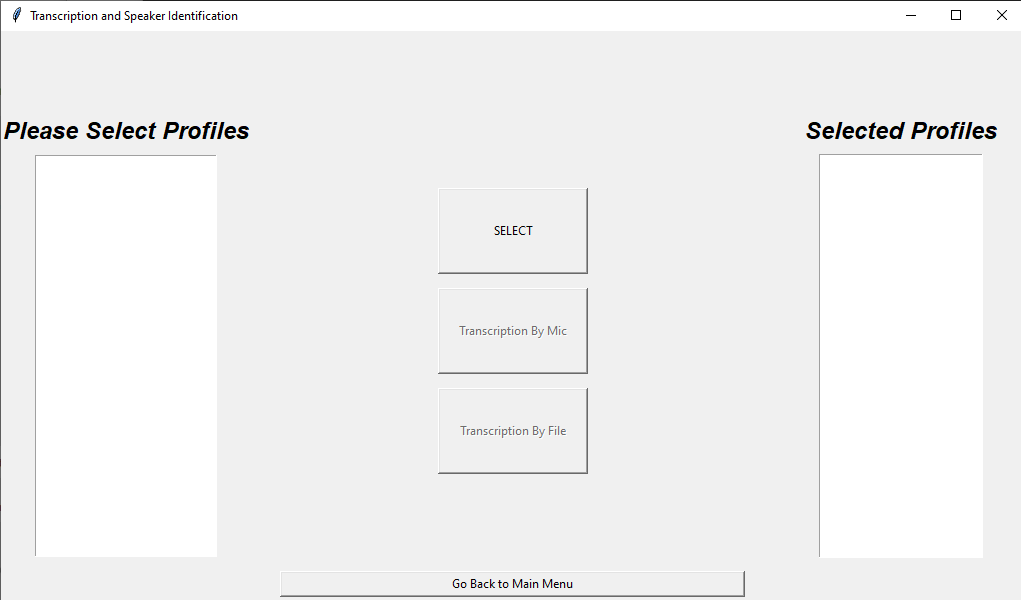 Transcription and Speaker Identification
Please Select Profiles
Selected Profiles
SELECT
Transcription By Mic
Transcription By File
Go Back to Main Menu